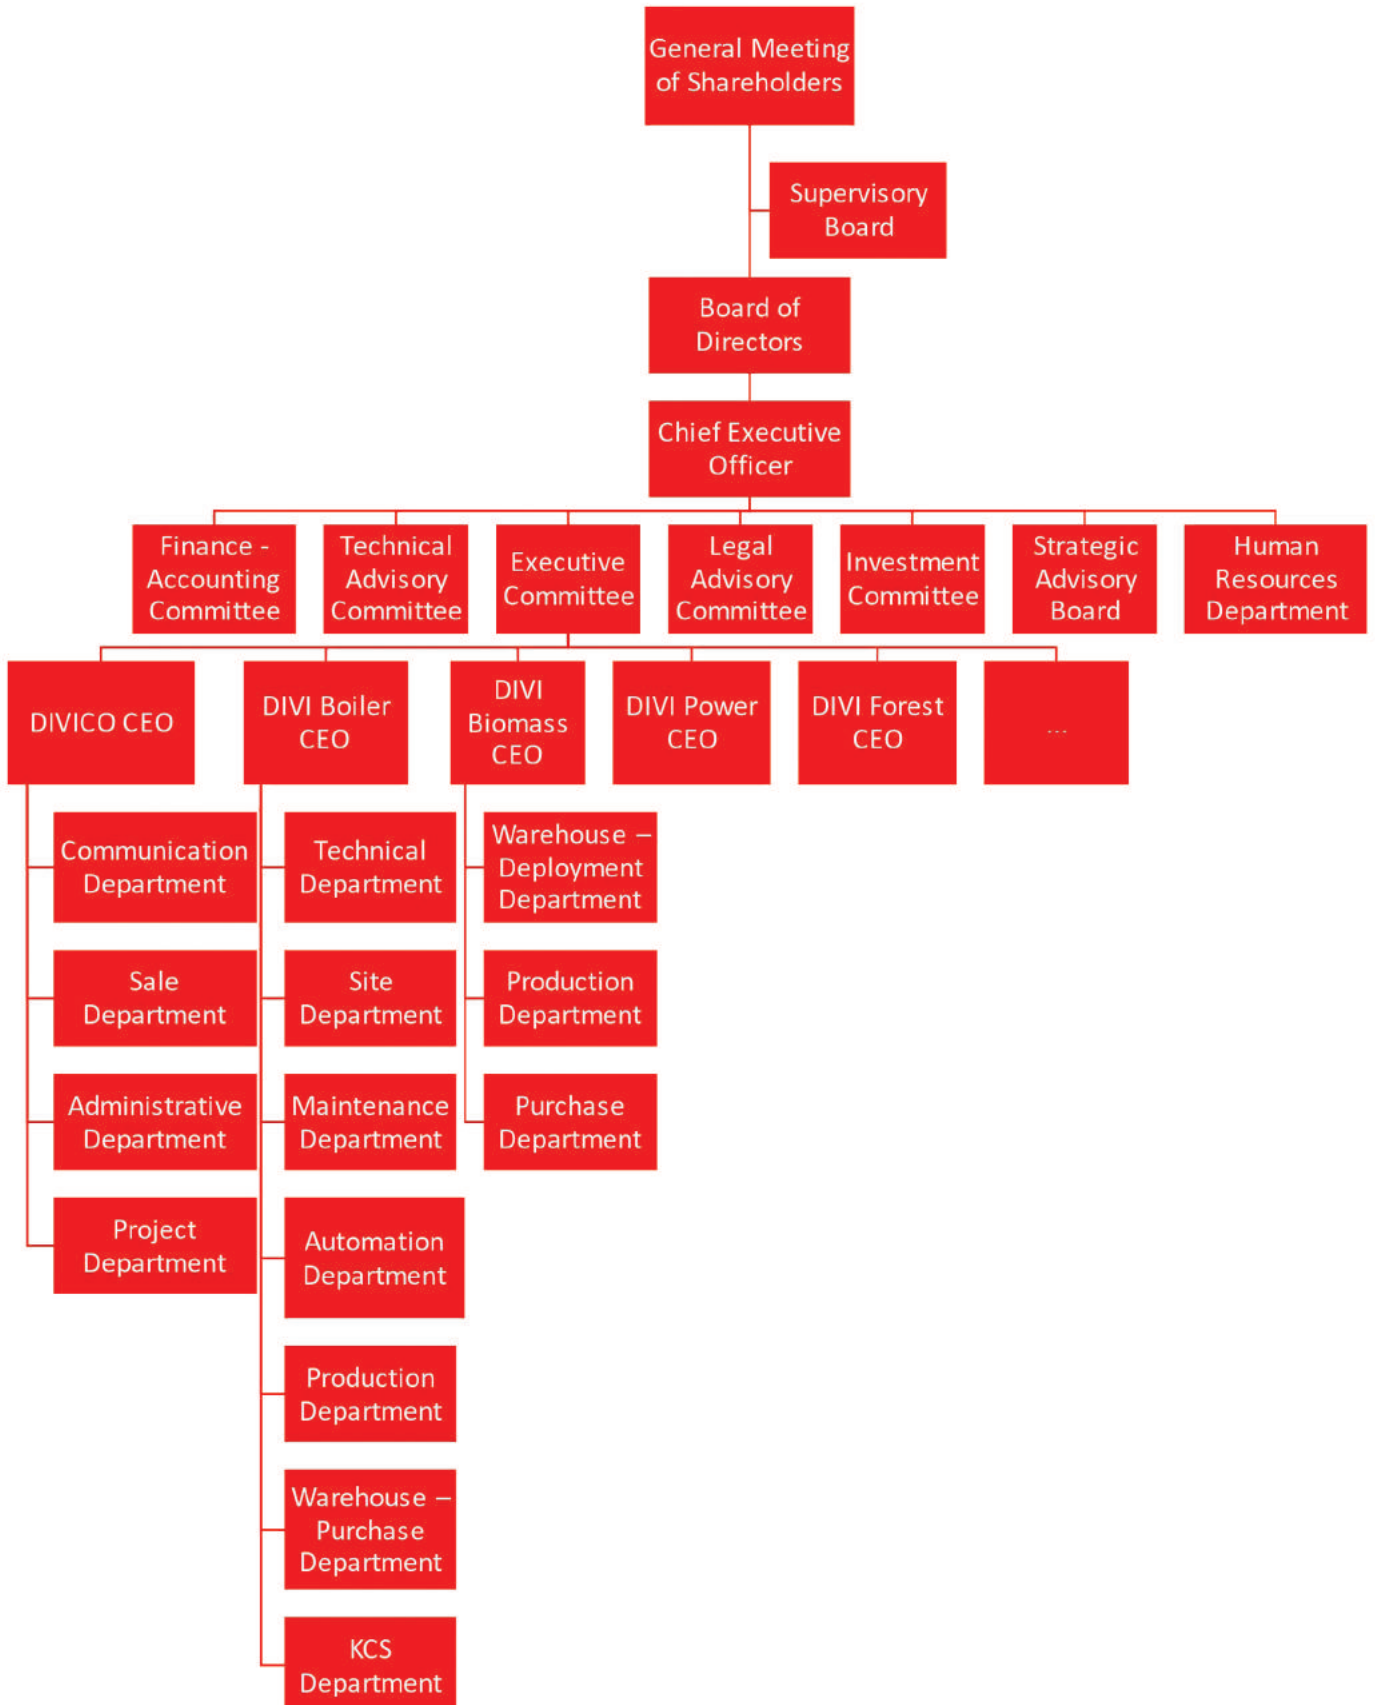 General Meeting
of Shareholders
Supervisory
Board
Board of
Directors
Chief Executive
Officer
Finance -
Accounting
Committee
Technical
Advisory
Committee
Executive
Committee
Legal
Advisory
Committee
Investment
Committee
Strategic
Advisory
Board
Human
Resources
Department
DIVICO CEO
DIVI Boiler
CEO
DIVI
Biomass
CEO
DIVI Power
CEO
DIVI Forest
CEO
...
Communication
Department
Sale
Department
Administrative
Department
Project
Department
Technical
Department
Site
Department
Maintenance
Department
Automation
Department
Production
Department
Warehouse –
Purchase
Department
KCS
Department
Warehouse –
Deployment
Department
Production
Department
Purchase
Department